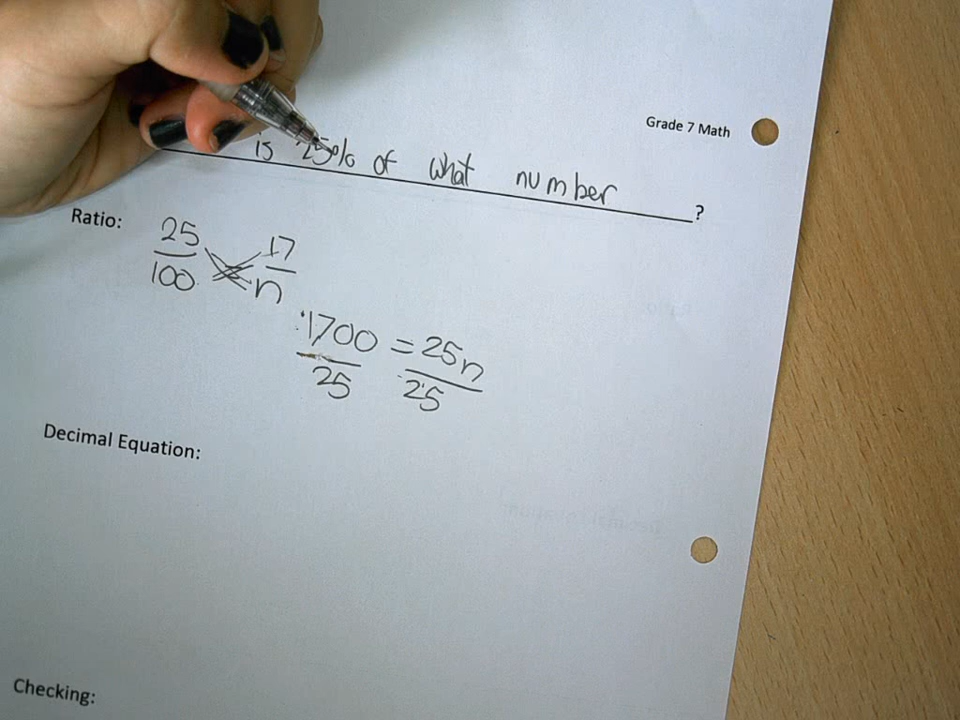 Grade 7 Math
is 25% of what number ?
Ratio:
25 17
100 n
1700 = 25n
25 25
Decimal Equation:
Checking: